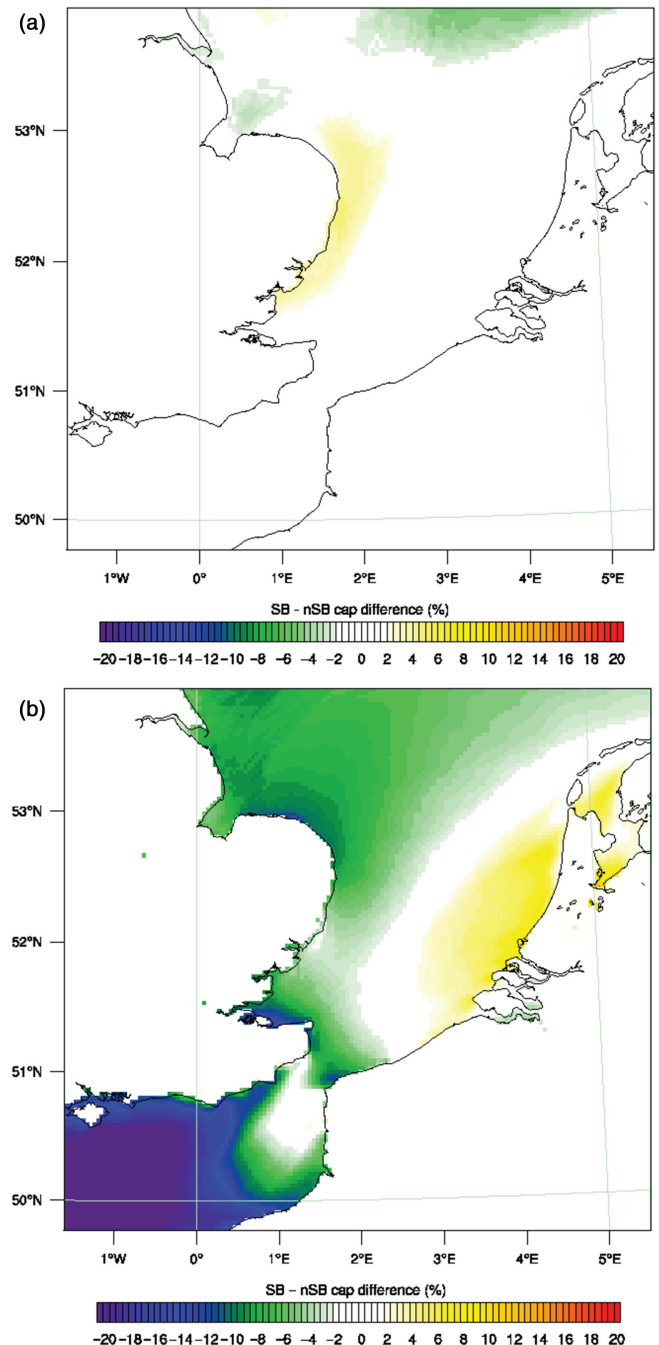 (a)
53°N
52°N
51°N
50°N
1°W 0° 1°E 2°E 3°E 4°E 5°E
SB – nSB cap difference (%)
−20 −18 −16 −14 −12 −10 −8 −6 −4 −2 0 2 4 6 8 10 12 14 16 18 20
(b)
53°N
52°N
51°N
50°N
1°W 0° 1°E 2°E 3°E 4°E 5°E
SB – nSB cap difference (%)
−20 −18 −16 −14 −12 −10 −8 −6 −4 −2 0 2 4 6 8 10 12 14 16 18 20